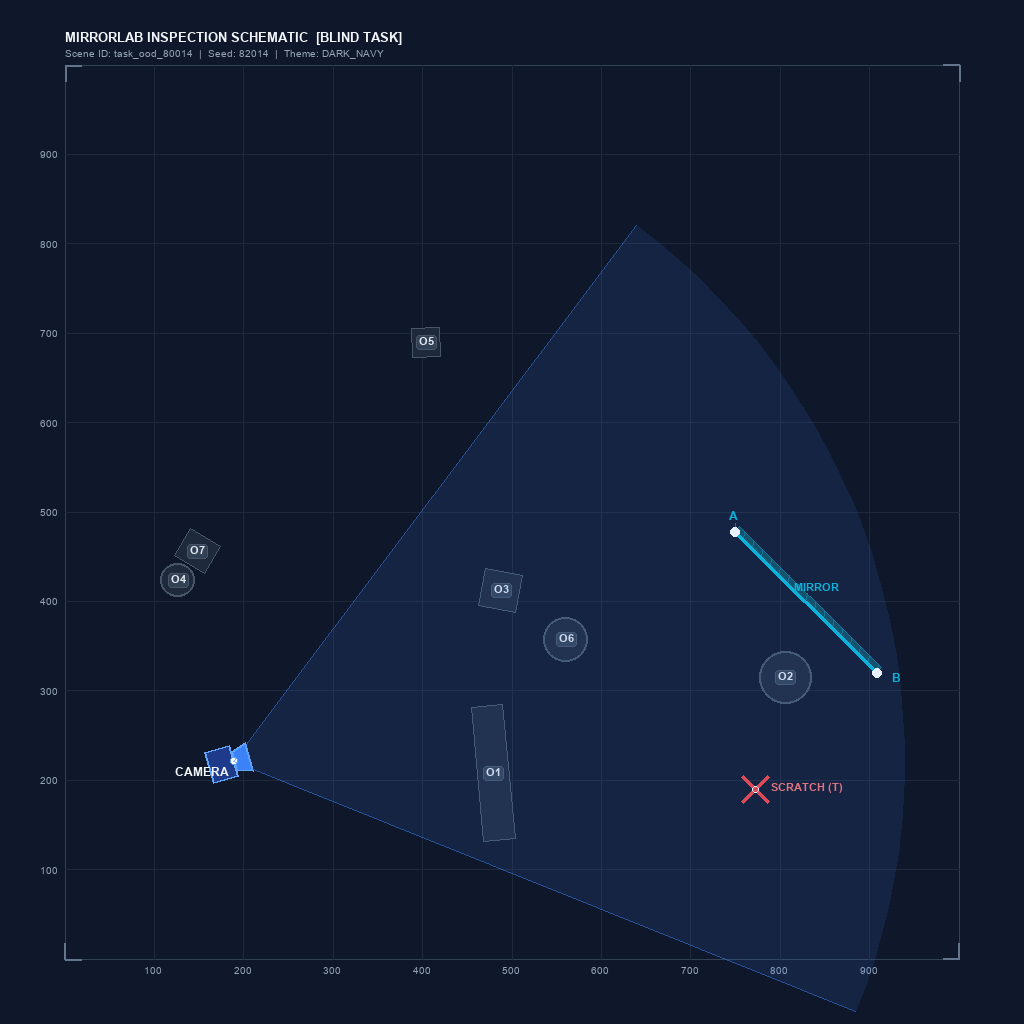 MIRRORLAB INSPECTION SCHEMATIC [BLIND TASK]
Scene ID: task_ood_80014 | Seed: 82014 | Theme: DARK_NAVY
900
800
O5
700
600
A
500
O7
O4
MIRROR
O3
400
O6
O2
B
300
CAMERA
O1
SCRATCH (T)
200
100
100 200 300 400 500 600 700 800 900